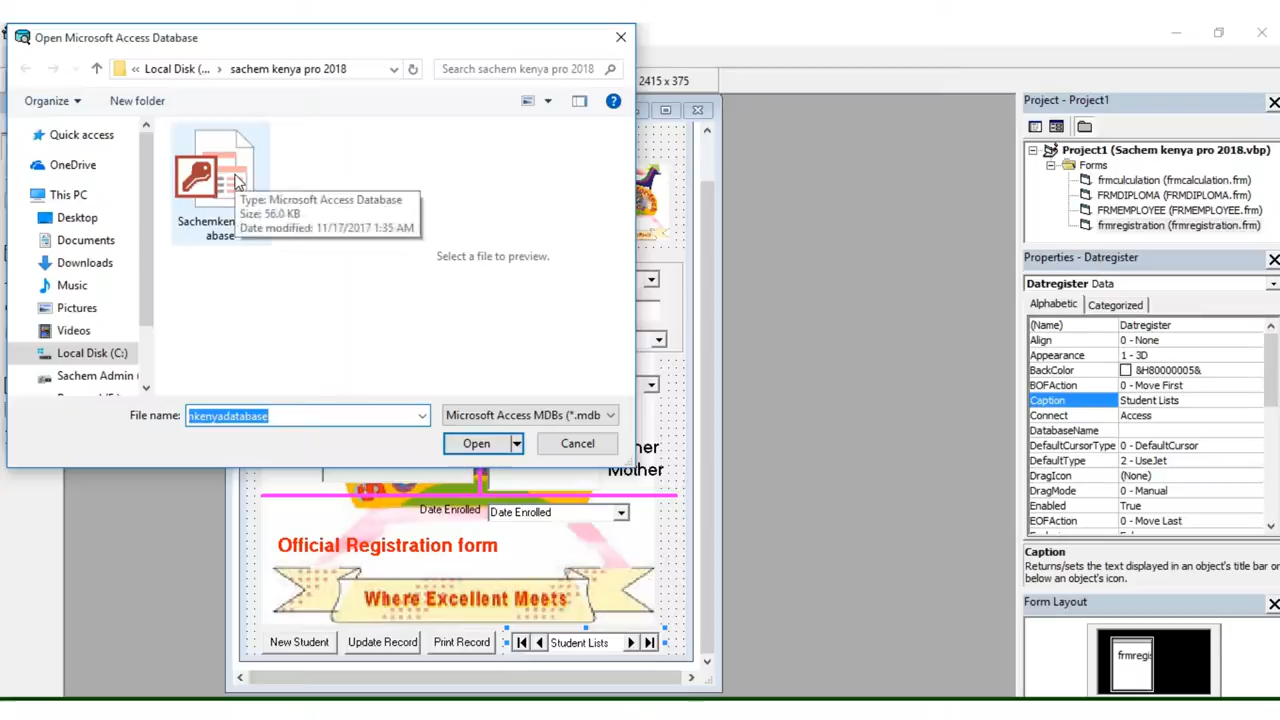 Open Microsoft Access Database
« Local Disk (... › sachem kenya pro 2018
Search sachem kenya pro 2018
Organize
New folder
Quick access
OneDrive
This PC
Desktop
Documents
Downloads
Music
Pictures
Videos
Local Disk (C:)
Sachem Admin (
Sachemken
abase
Type: Microsoft Access Database
Size: 56.0 KB
Date modified: 11/17/2017 1:35 AM
Select a file to preview.
File name:
nkenyadatabase
Microsoft Access MDBs (*.mdb
Open
Cancel
2415 x 375
her
Mother
Date Enrolled
Date Enrolled
Official Registration form
Where Excellent Meets
New Student
Update Record
Print Record
Student Lists
Project - Project1
Project1 (Sachem kenya pro 2018.vbp)
Forms
frmcalculation (frmcalculation.frm)
FRMDIPLOMA (FRMDIPLOMA.frm)
FRMEMPLOYEE (FRMEMPLOYEE.frm)
frmregistration (frmregistration.frm)
Properties - Datregister
Datregister Data
Alphabetic
Categorized
(Name) Datregister
Align 0 - None
Appearance 1 - 3D
BackColor &H80000005&
BOFAction 0 - Move First
Caption Student Lists
Connect Access
DatabaseName
DefaultCursorType 0 - DefaultCursor
DefaultType 2 - UseJet
DragIcon (None)
DragMode 0 - Manual
Enabled True
EOFAction 0 - Move Last
Caption
Returns/sets the text displayed in an object's title bar or
below an object's icon.
Form Layout
frmregis